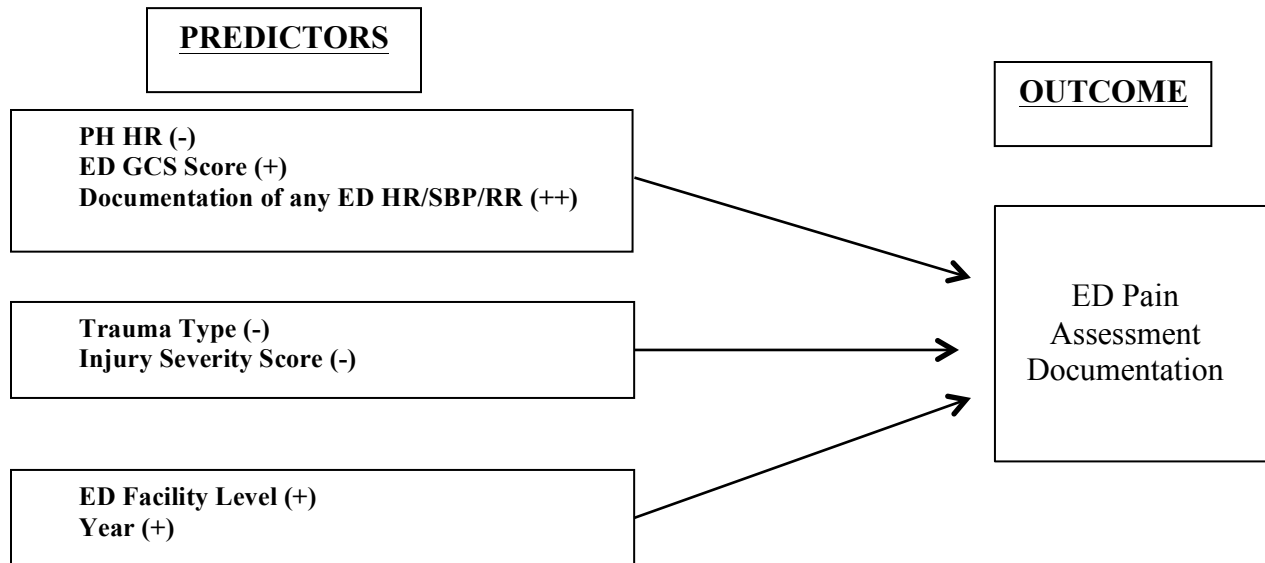 PREDICTORS
OUTCOME
PH HR (-)
ED GCS Score (+)
Documentation of any ED HR/SBP/RR (++)
Trauma Type (-)
Injury Severity Score (-)
ED Facility Level (+)
Year (+)
ED Pain
Assessment
Documentation